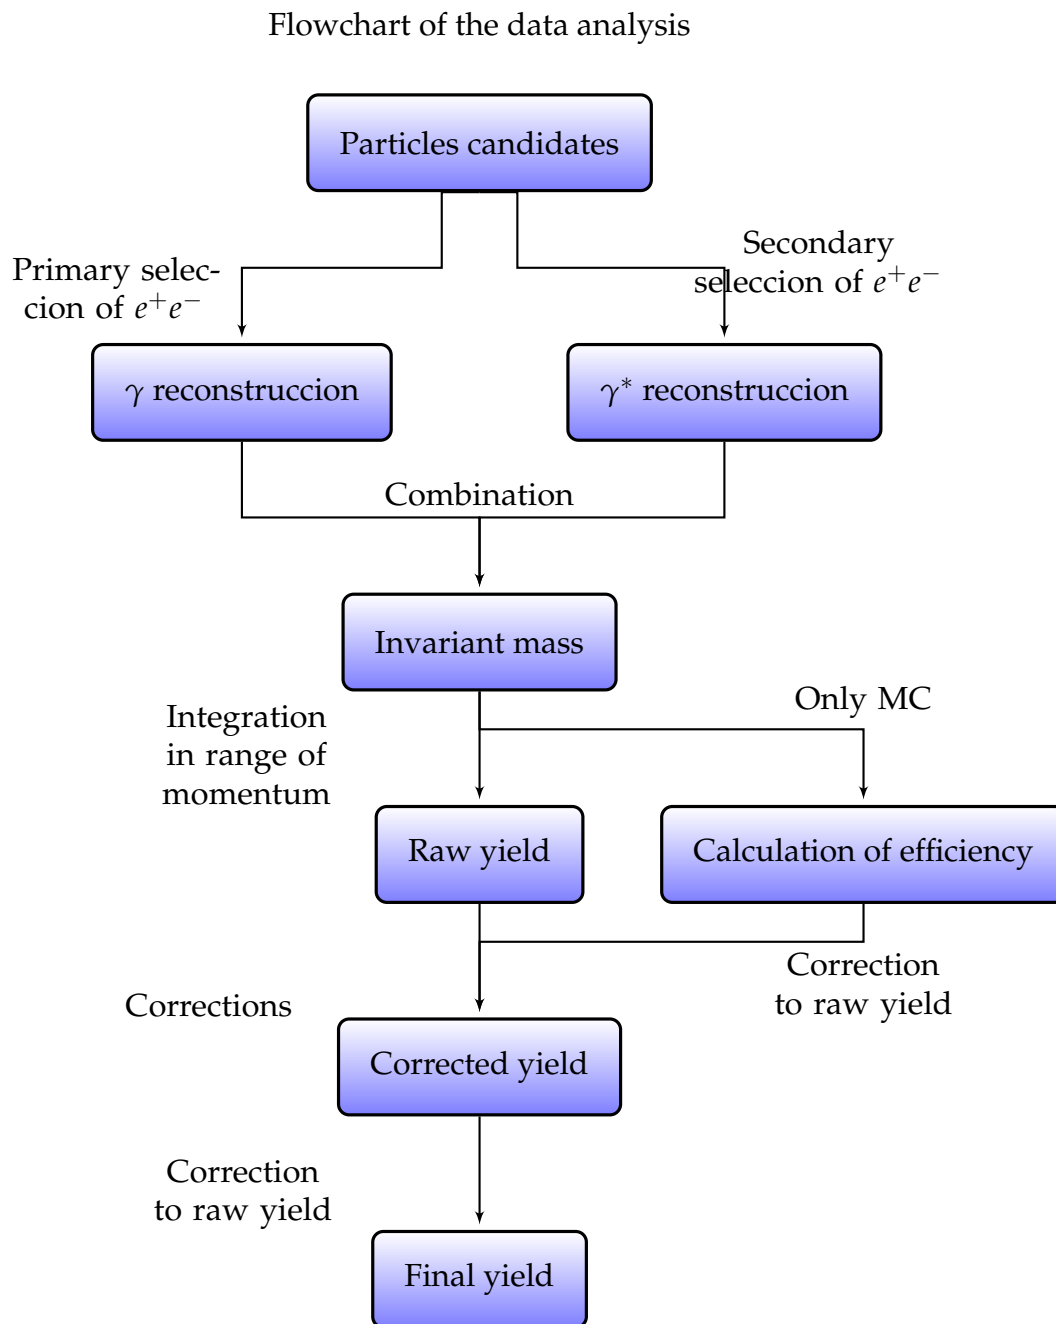 Flowchart of the data analysis
Particles candidates
Primary selec-
cion of e⁺e⁻
Secondary
seleccion of e⁺e⁻
γ reconstruccion
γ* reconstruccion
Combination
Invariant mass
Integration
in range of
momentum
Only MC
Raw yield
Calculation of efficiency
Corrections
Correction
to raw yield
Corrected yield
Correction
to raw yield
Final yield